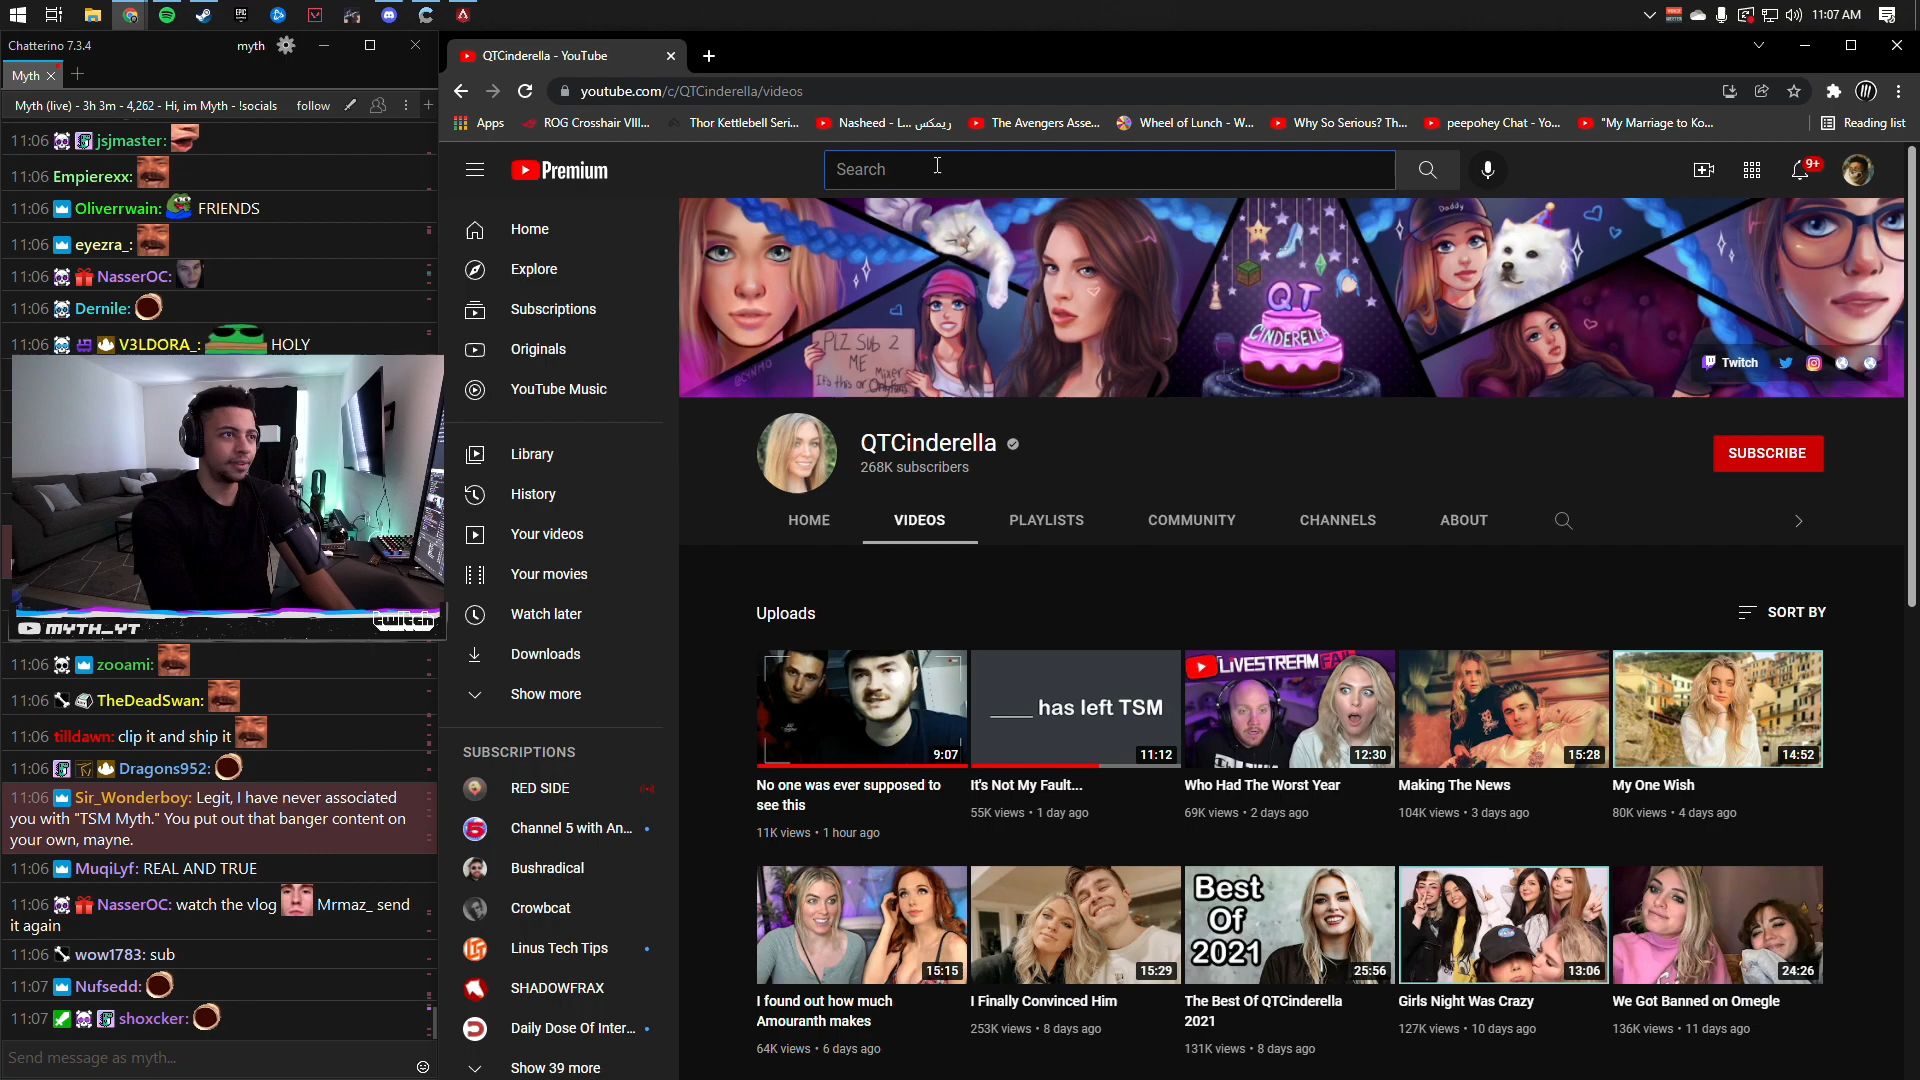 11:07 AM
Chatterino 7.3.4
myth
Myth
Myth (live) - 3h 3m - 4,262 - Hi, im Myth - !socials
follow
11:06 jsjmaster:
11:06 Empierexx:
11:06 Oliverrwain: FRIENDS
11:06 eyezra_:
11:06 NasserOC:
11:06 Dernile:
11:06 V3LDORA_: HOLY
MYTH_YT
twitch
11:06 zooami:
11:06 TheDeadSwan:
11:06 tilldawn: clip it and ship it
11:06 Dragons952:
11:06 Sir_Wonderboy: Legit, I have never associated
you with "TSM Myth." You put out that banger content on
your own, mayne.
11:06 MuqiLyf: REAL AND TRUE
11:06 NasserOC: watch the vlog Mrmaz_ send
it again
11:06 wow1783: sub
11:07 Nufsedd:
11:07 shoxcker:
Send message as myth...
QTCinderella - YouTube
youtube.com/c/QTCinderella/videos
Apps
ROG Crosshair VIII...
Thor Kettlebell Seri...
Nasheed - L... ريمكس
The Avengers Asse...
Wheel of Lunch - W...
Why So Serious? Th...
peepohey Chat - Yo...
"My Marriage to Ko...
Reading list
Premium
Search
9+
Home
Explore
Subscriptions
Originals
YouTube Music
Library
History
Your videos
Your movies
Watch later
Downloads
Show more
SUBSCRIPTIONS
RED SIDE
Channel 5 with An...
Bushradical
Crowbcat
Linus Tech Tips
SHADOWFRAX
Daily Dose Of Inter...
Show 39 more
PLZ SUB 2
ME
Mixer
It's this or Onlyfans
QT
CINDERELLA
Daddy
Twitch
QTCinderella
268K subscribers
SUBSCRIBE
HOME
VIDEOS
PLAYLISTS
COMMUNITY
CHANNELS
ABOUT
Uploads
SORT BY
9:07
No one was ever supposed to
see this
11K views • 1 hour ago
____ has left TSM
11:12
It's Not My Fault...
55K views • 1 day ago
LIVESTREAM FAIL
12:30
Who Had The Worst Year
69K views • 2 days ago
15:28
Making The News
104K views • 3 days ago
14:52
My One Wish
80K views • 4 days ago
15:15
I found out how much
Amouranth makes
64K views • 6 days ago
15:29
I Finally Convinced Him
253K views • 8 days ago
Best
Of
2021
25:56
The Best Of QTCinderella
2021
131K views • 8 days ago
13:06
Girls Night Was Crazy
127K views • 10 days ago
24:26
We Got Banned on Omegle
136K views • 11 days ago